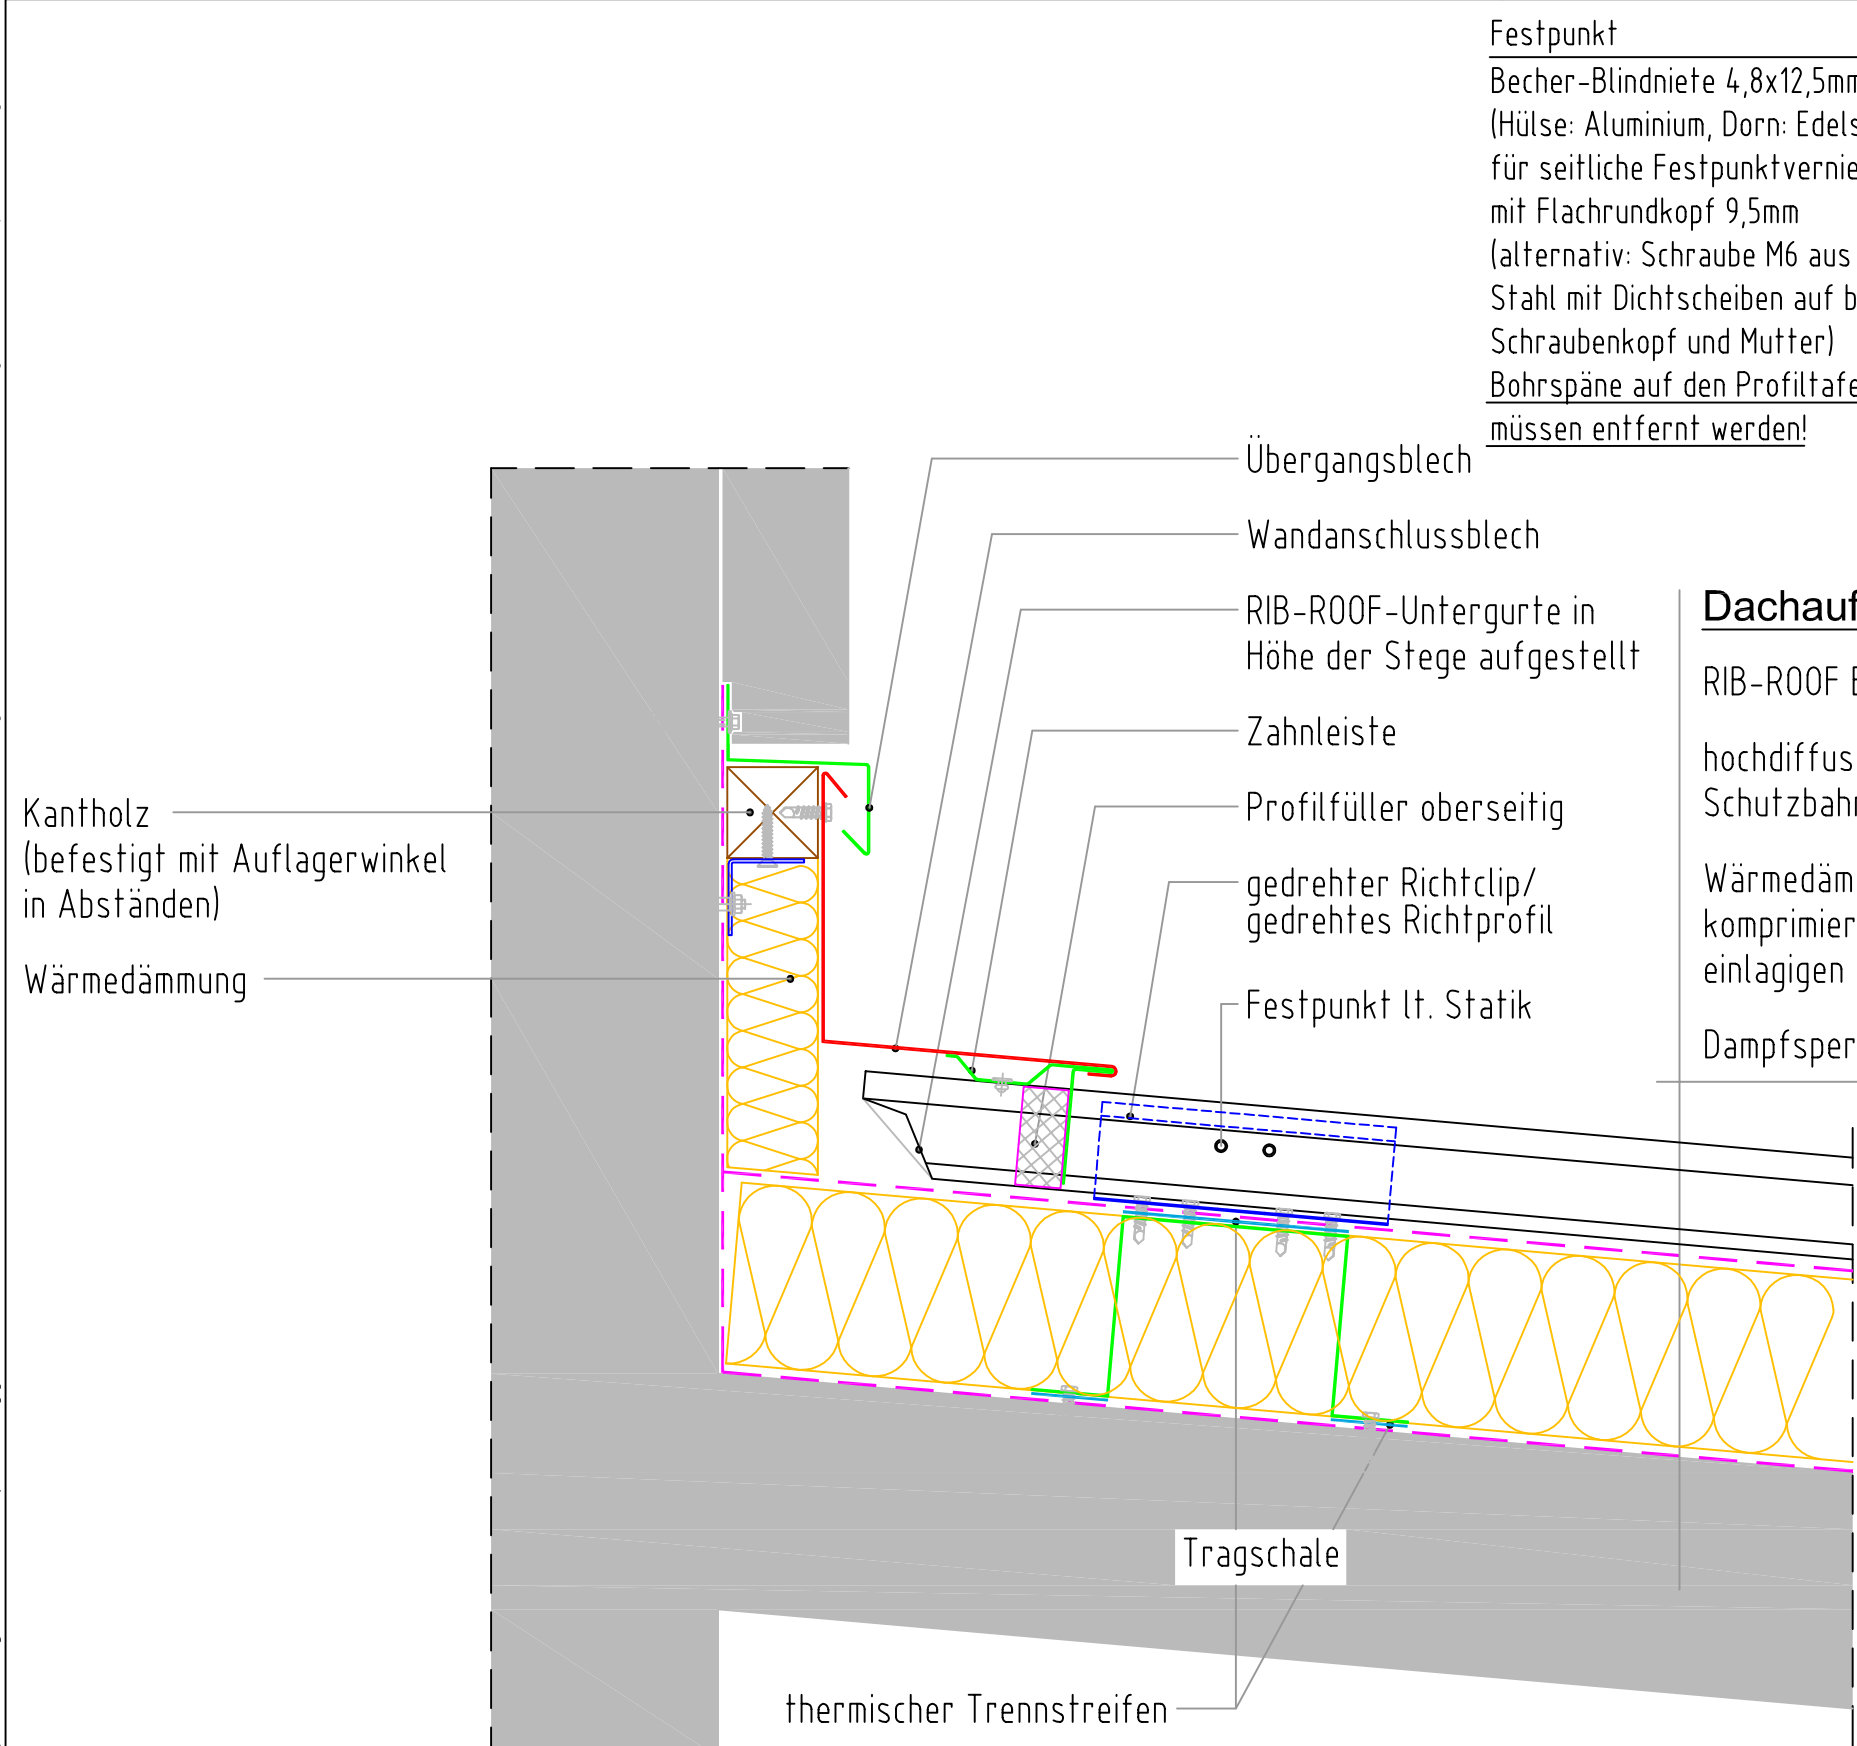 Festpunkt
Becher-Blindniete 4,8x12,5mm
(Hülse: Aluminium, Dorn: Edels
für seitliche Festpunktvernie
mit Flachrundkopf 9,5mm
(alternativ: Schraube M6 aus
Stahl mit Dichtscheiben auf b
Schraubenkopf und Mutter)
Bohrspäne auf den Profiltafe
müssen entfernt werden!
Übergangsblech
Wandanschlussblech
RIB-ROOF-Untergurte in
Höhe der Stege aufgestellt
Zahnleiste
Profilfüller oberseitig
gedrehter Richtclip/
gedrehtes Richtprofil
Festpunkt lt. Statik
Dachauf
RIB-ROOF E
hochdiffus
Schutzbahn
Wärmedäm
komprimier
einlagigen
Dampfsper
Kantholz
(befestigt mit Auflagerwinkel
in Abständen)
Wärmedämmung
Tragschale
thermischer Trennstreifen